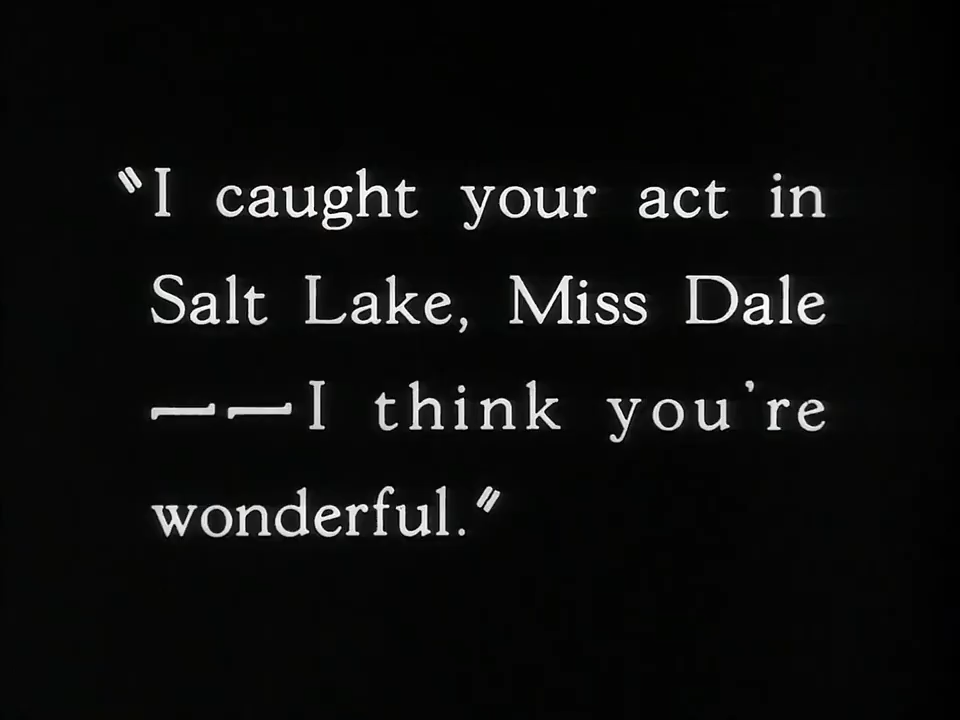 "I caught your act in
Salt Lake, Miss Dale
——I think you're
wonderful."